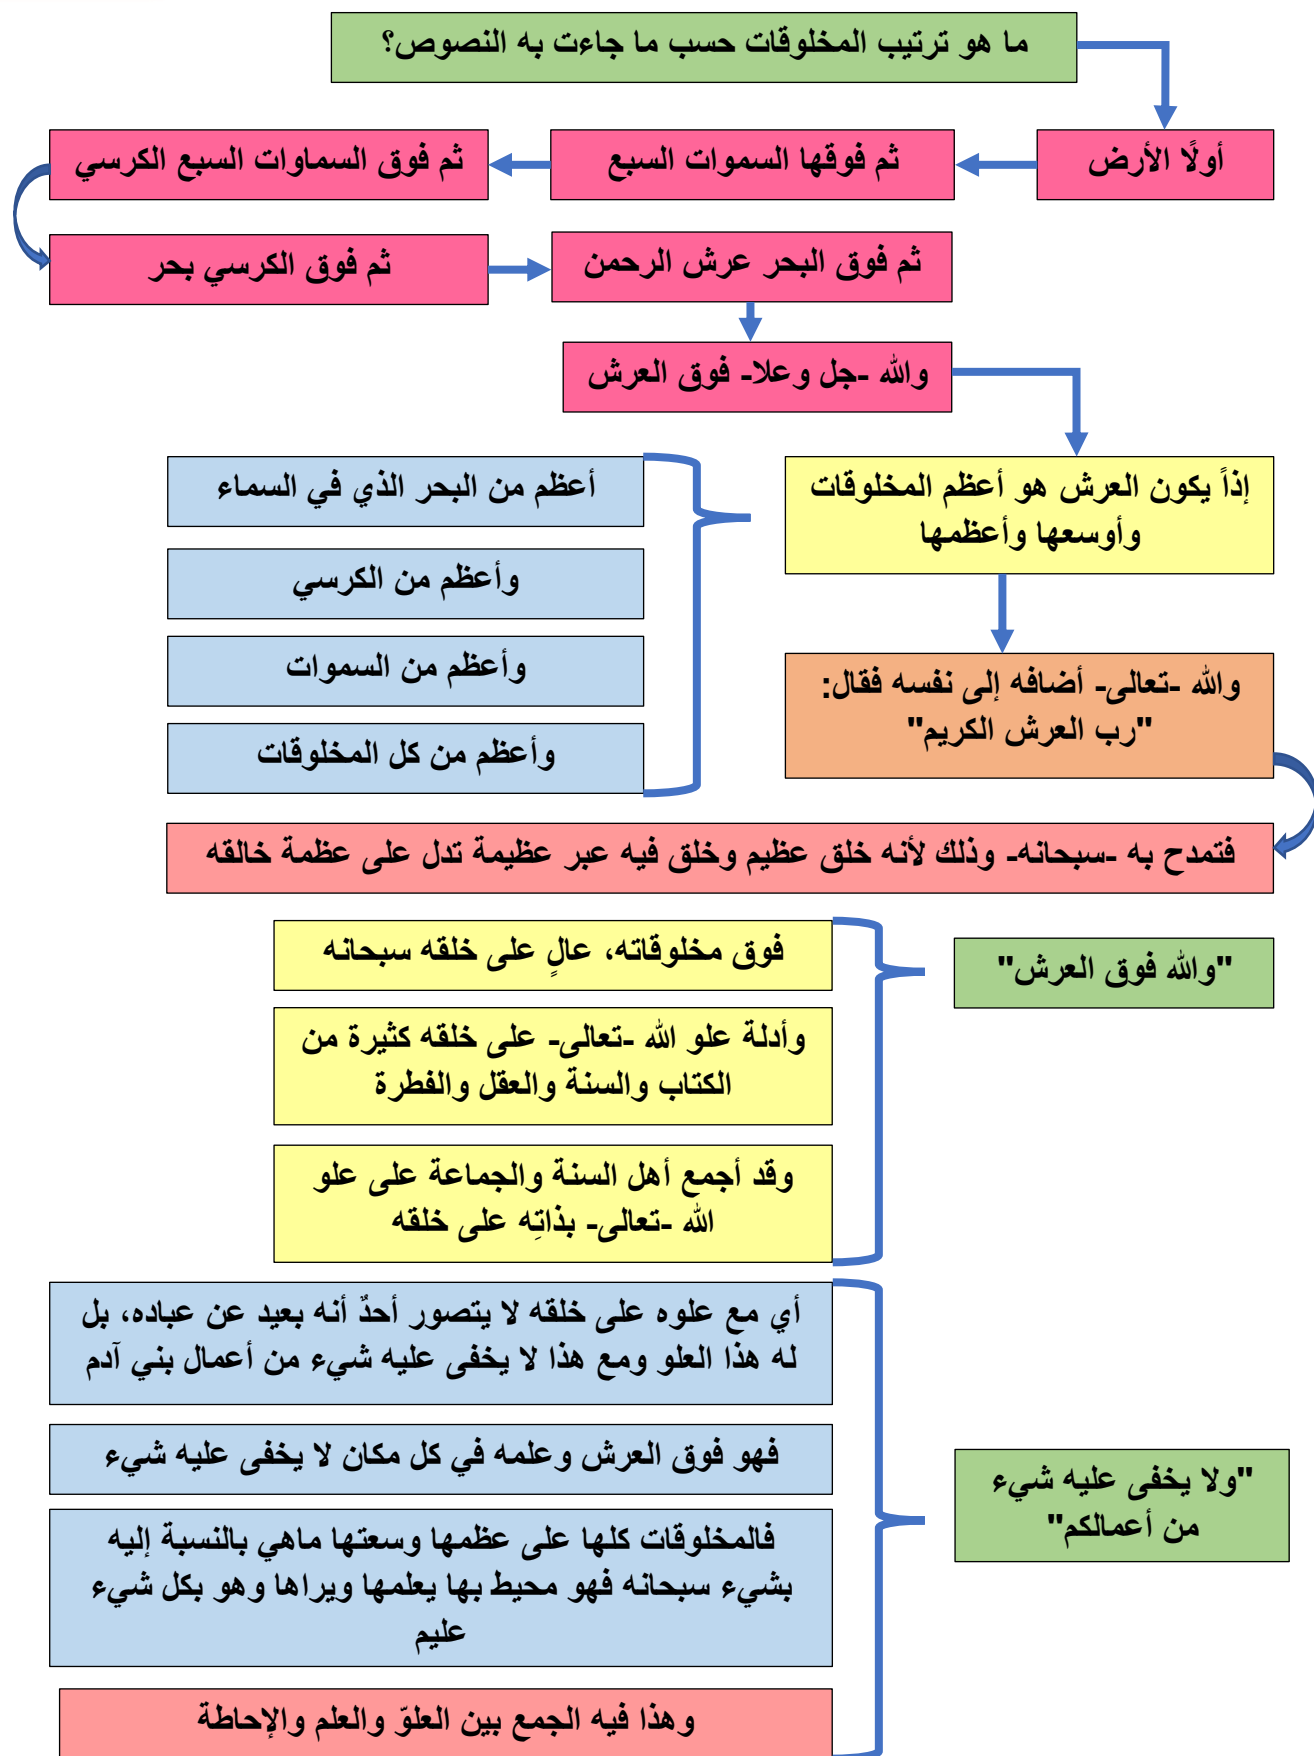 ما هو ترتيب المخلوقات حسب ما جاءت به النصوص؟
أولًا الأرض
ثم فوقها السموات السبع
ثم فوق السماوات السبع الكرسي
ثم فوق الكرسي بحر
ثم فوق البحر عرش الرحمن
والله -جل وعلا- فوق العرش
إذاً يكون العرش هو أعظم المخلوقات
وأوسعها وأعظمها
أعظم من البحر الذي في السماء
وأعظم من الكرسي
وأعظم من السموات
وأعظم من كل المخلوقات
والله -تعالى- أضافه إلى نفسه فقال:
"رب العرش الكريم"
فتمدح به -سبحانه- وذلك لأنه خلق عظيم وخلق فيه عبر عظيمة تدل على عظمة خالقه
"والله فوق العرش"
فوق مخلوقاته، عالٍ على خلقه سبحانه
وأدلة علو الله -تعالى- على خلقه كثيرة من
الكتاب والسنة والعقل والفطرة
وقد أجمع أهل السنة والجماعة على علو
الله -تعالى- بذاتِه على خلقه
"ولا يخفى عليه شيء
من أعمالكم"
أي مع علوه على خلقه لا يتصور أحدٌ أنه بعيد عن عباده، بل
له هذا العلو ومع هذا لا يخفى عليه شيء من أعمال بني آدم
فهو فوق العرش وعلمه في كل مكان لا يخفى عليه شيء
فالمخلوقات كلها على عظمها وسعتها ماهي بالنسبة إليه
بشيء سبحانه فهو محيط بها يعلمها ويراها وهو بكل شيء
عليم
وهذا فيه الجمع بين العلوّ والعلم والإحاطة